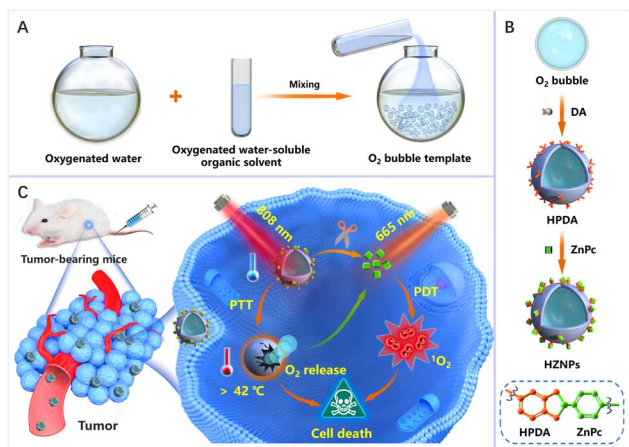 A
Mixing
Oxygenated water
Oxygenated water-soluble
organic solvent
O₂ bubble template
B
O₂ bubble
DA
HPDA
ZnPc
HZNPs
HPDA
ZnPc
C
Tumor-bearing mice
Tumor
808 nm
665 nm
PTT
PDT
O₂ release
¹O₂
> 42 ℃
Cell death